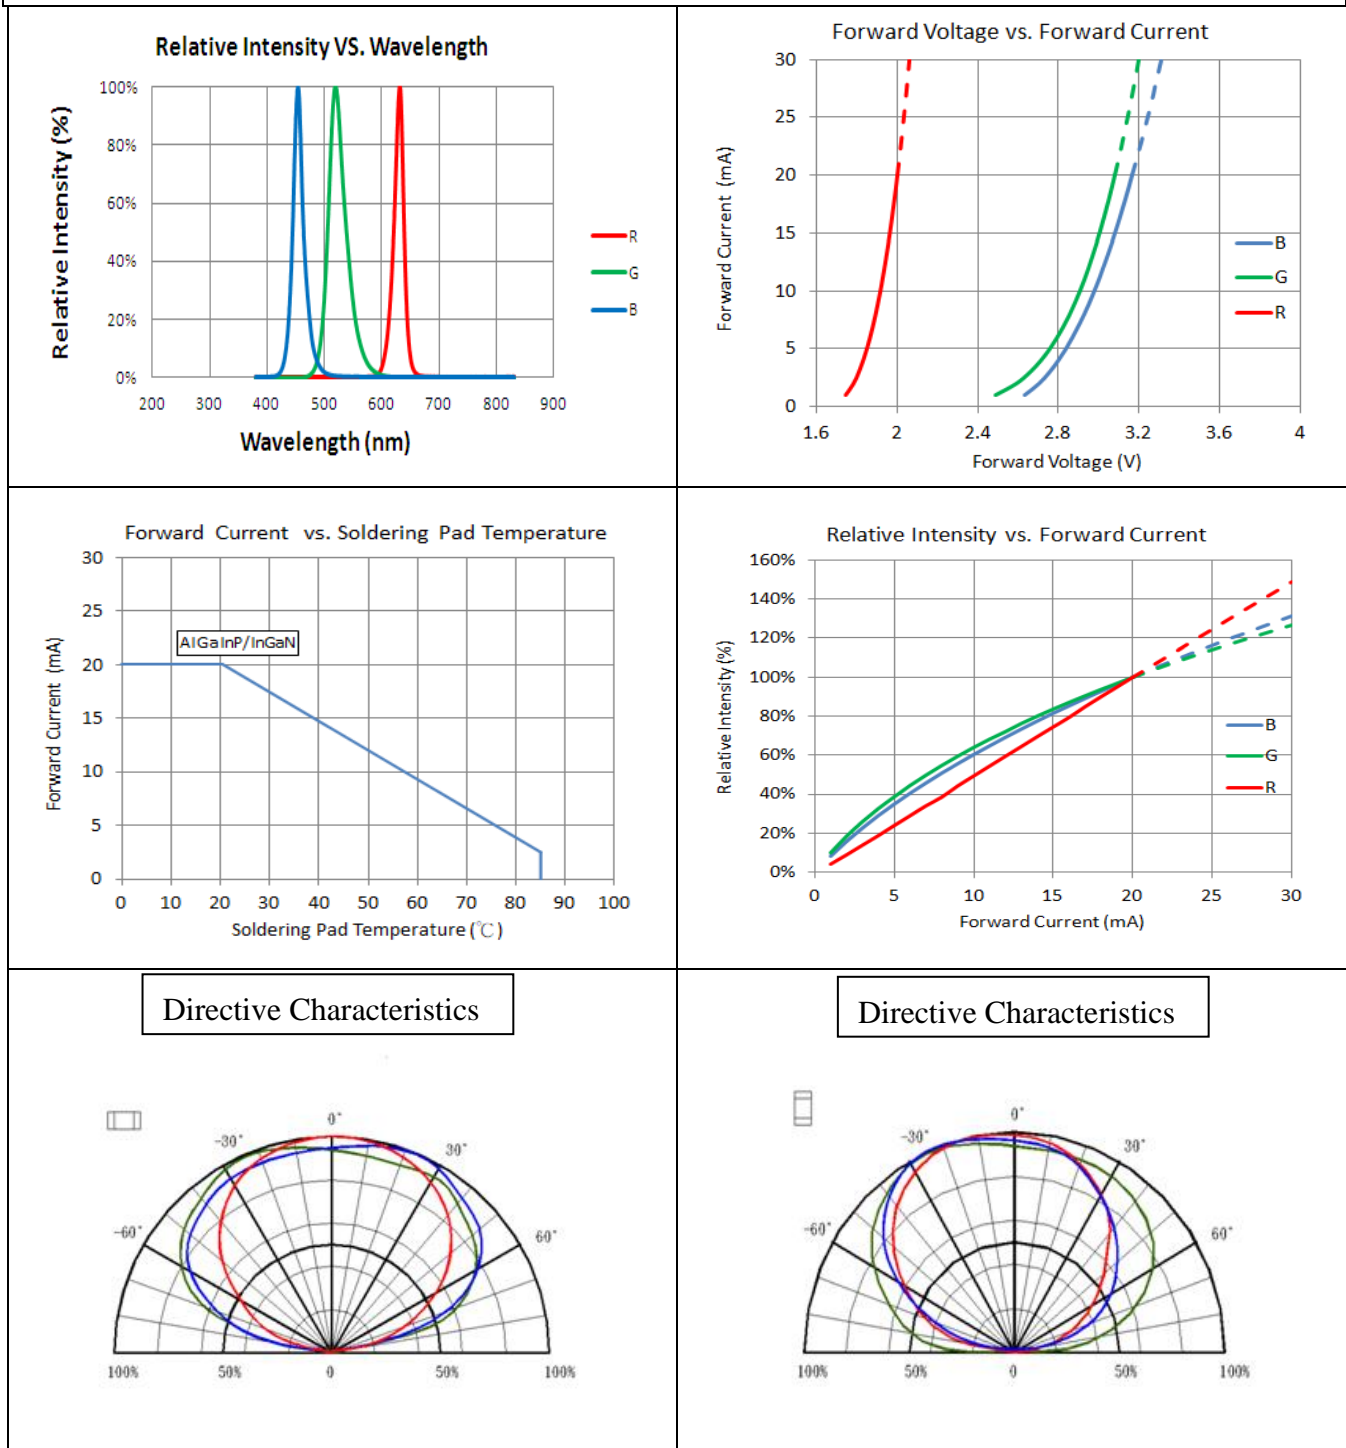 Relative Intensity VS. Wavelength
Relative Intensity (%)
100%
80%
60%
40%
20%
0%
200 300 400 500 600 700 800 900
Wavelength (nm)
R
G
B
Forward Voltage vs. Forward Current
Forward Current (mA)
30
25
20
15
10
5
0
1.6 2 2.4 2.8 3.2 3.6 4
Forward Voltage (V)
B
G
R
Forward Current vs. Soldering Pad Temperature
Forward Current (mA)
30
25
20
15
10
5
0
AlGaInP/InGaN
0 10 20 30 40 50 60 70 80 90 100
Soldering Pad Temperature (℃)
Relative Intensity vs. Forward Current
Relative Intensity (%)
160%
140%
120%
100%
80%
60%
40%
20%
0%
0 5 10 15 20 25 30
Forward Current (mA)
B
G
R
Directive Characteristics
0°
-30° 30°
-60° 60°
100% 50% 0 50% 100%
Directive Characteristics
0°
-30° 30°
-60° 60°
100% 50% 0 50% 100%